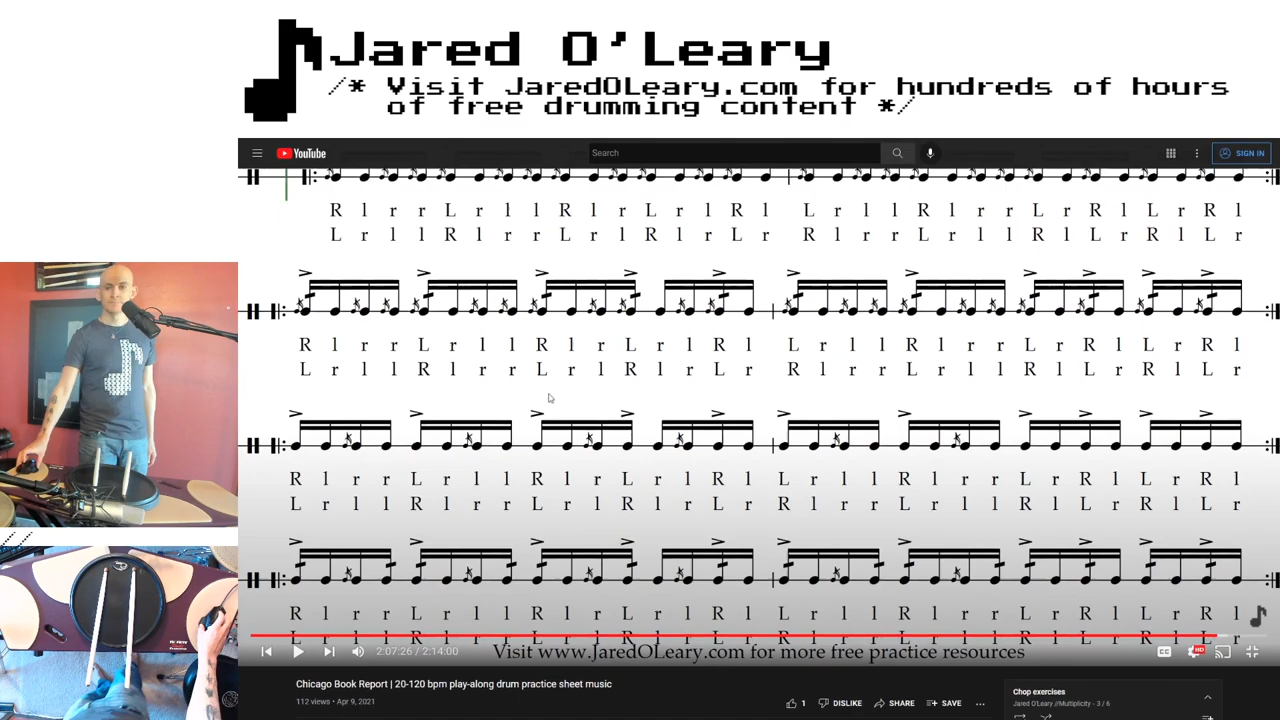 Jared O'Leary
/* Visit JaredOLeary.com for hundreds of hours
of free drumming content */
YouTube
Search
SIGN IN
R l r r L r l l R l r L r l R l L r l l R l r r L r l R l r L r R l
L r l l R l r r L r l R l r L r R l r r L r l l R l r L r l R l L r
R l r r L r l l R l r L r l R l L r l l R l r r L r l R l r L r R l
L r l l R l r r L r l R l r L r R l r r L r l l R l r L r l R l L r
R l r r L r l l R l r L r l R l L r l l R l r r L r l R l r L r R l
L r l l R l r r L r l R l r L r R l r r L r l l R l r L r l R l L r
R l r r L r l l R l r L r l R l L r l l R l r r L r l R l r L r R l
2:07:26 / 2:14:00
Visit www.JaredOLeary.com for more free practice resources
HD
Chicago Book Report | 20-120 bpm play-along drum practice sheet music
112 views • Apr 9, 2021
1
DISLIKE
SHARE
SAVE
Chop exercises
Jared O'Leary //Multiplicity - 3 / 6